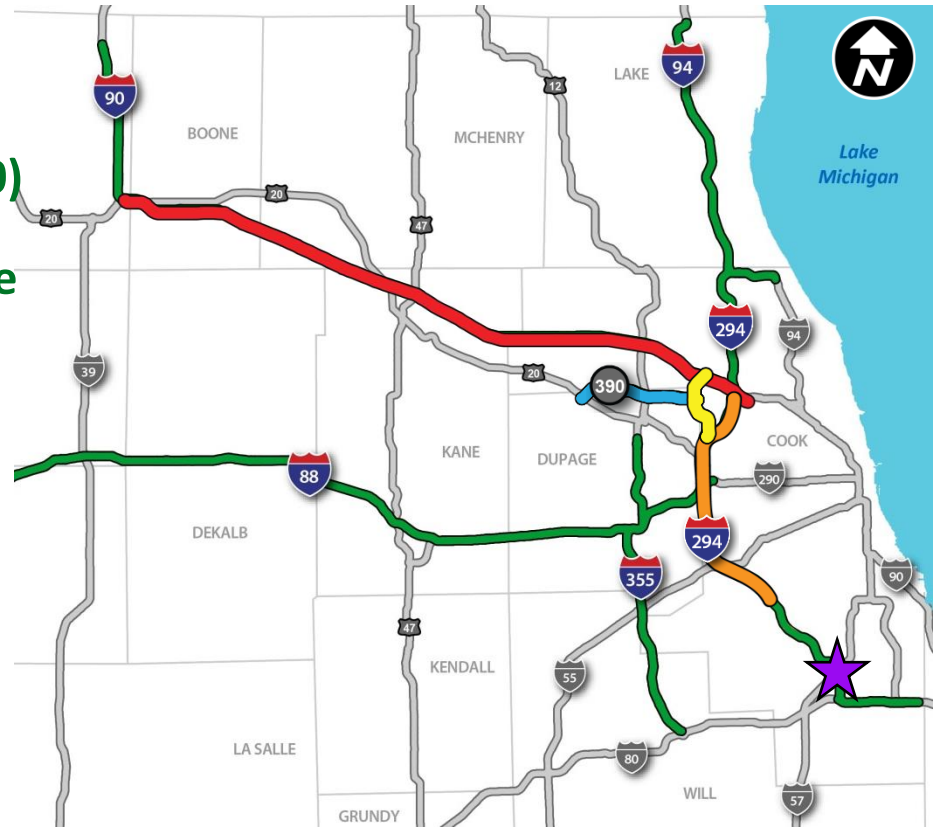 94
LAKE
N
90
12
BOONE
MCHENRY
Lake
Michigan
0)
20
20
47
e
294
94
39
20
390
COOK
KANE
DUPAGE
290
88
DEKALB
294
355
90
47
KENDALL
55
LA SALLE
80
WILL
57
GRUNDY